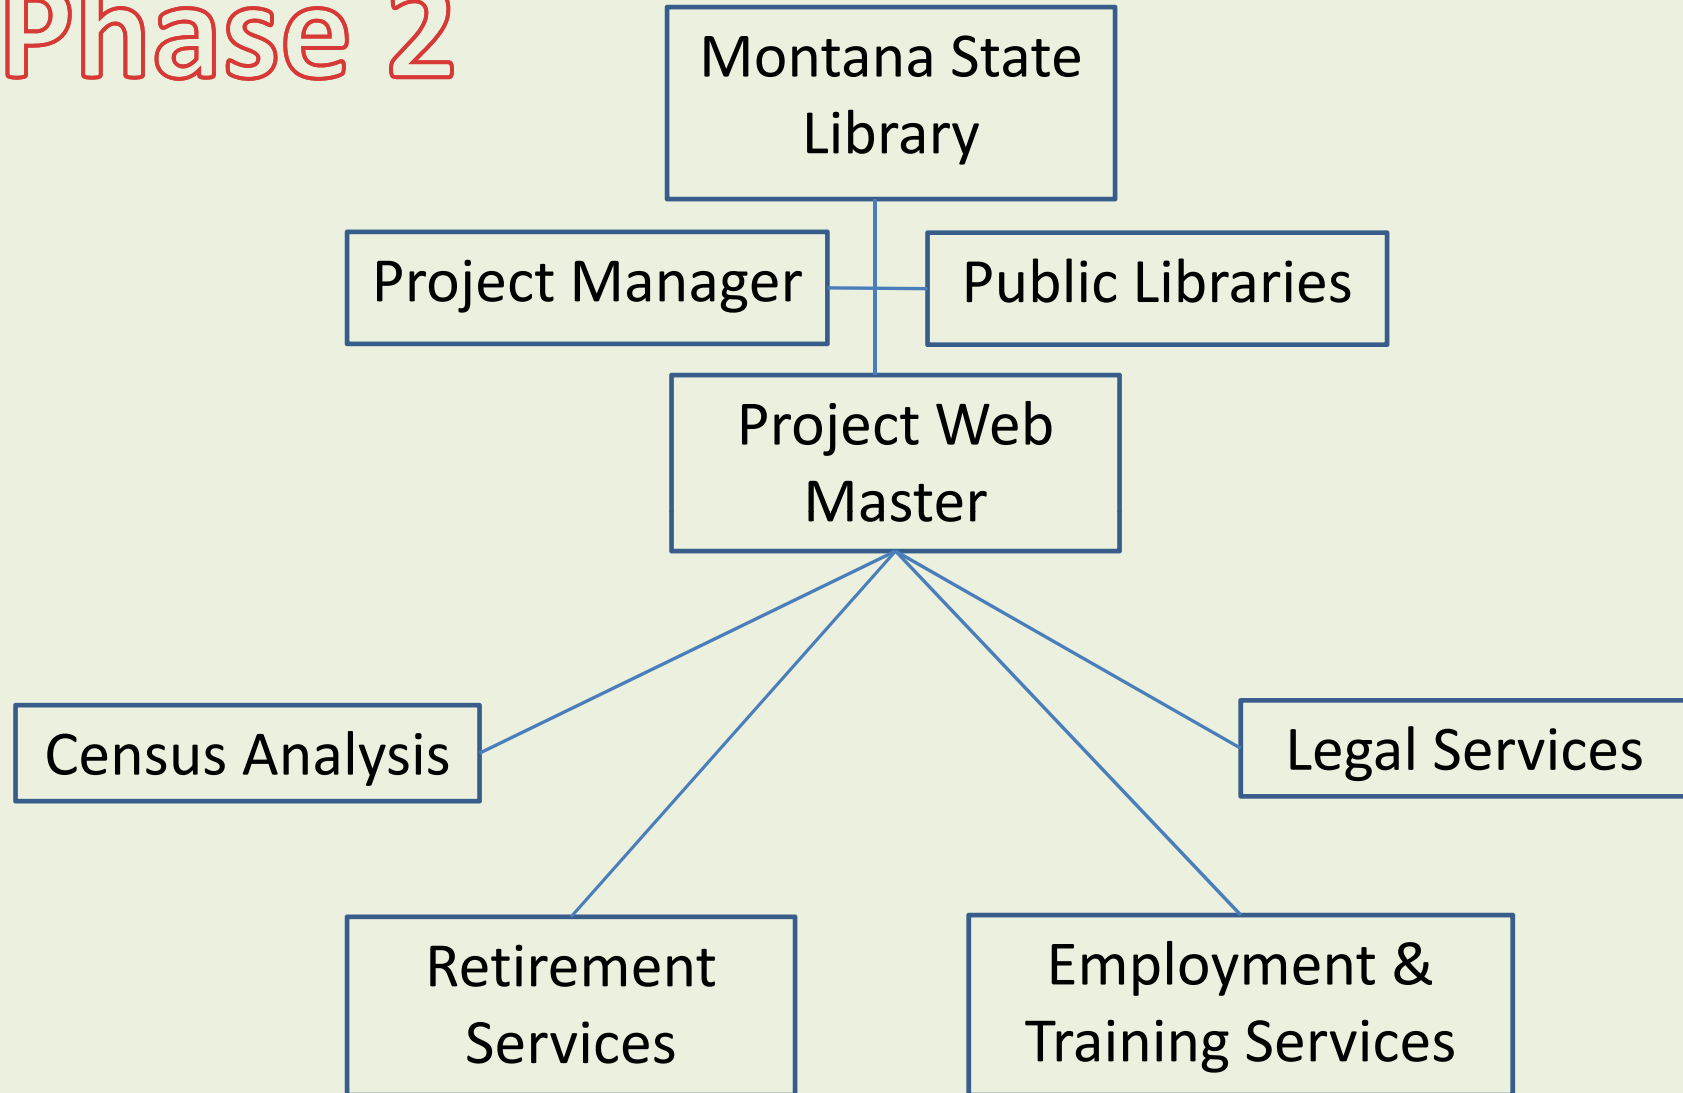 Phase 2
Montana State
Library
Project Manager
Public Libraries
Project Web
Master
Census Analysis
Legal Services
Retirement
Services
Employment &
Training Services